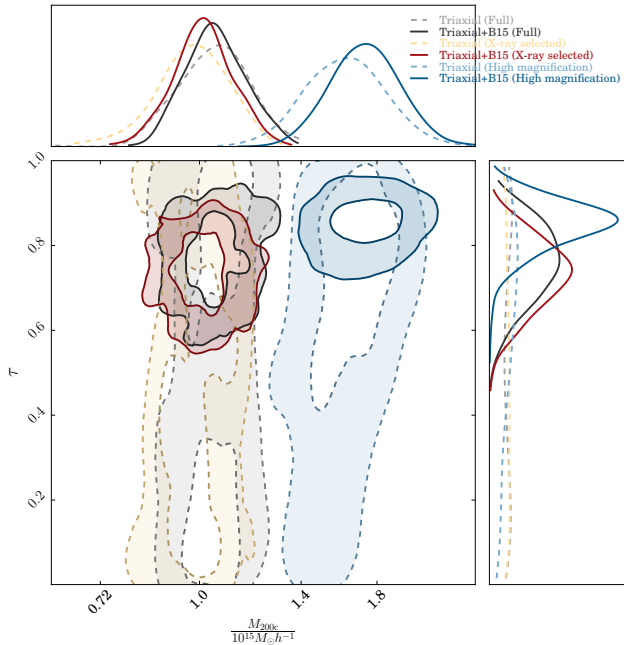 Triaxial (Full)
Triaxial+B15 (Full)
Triaxial (X-ray selected)
Triaxial+B15 (X-ray selected)
Triaxial (High magnification)
Triaxial+B15 (High magnification)
1.0
0.8
0.6
τ
0.4
0.2
0.72
1.0
1.4
1.8
M₂₀₀c
10¹⁵M⊙h⁻¹